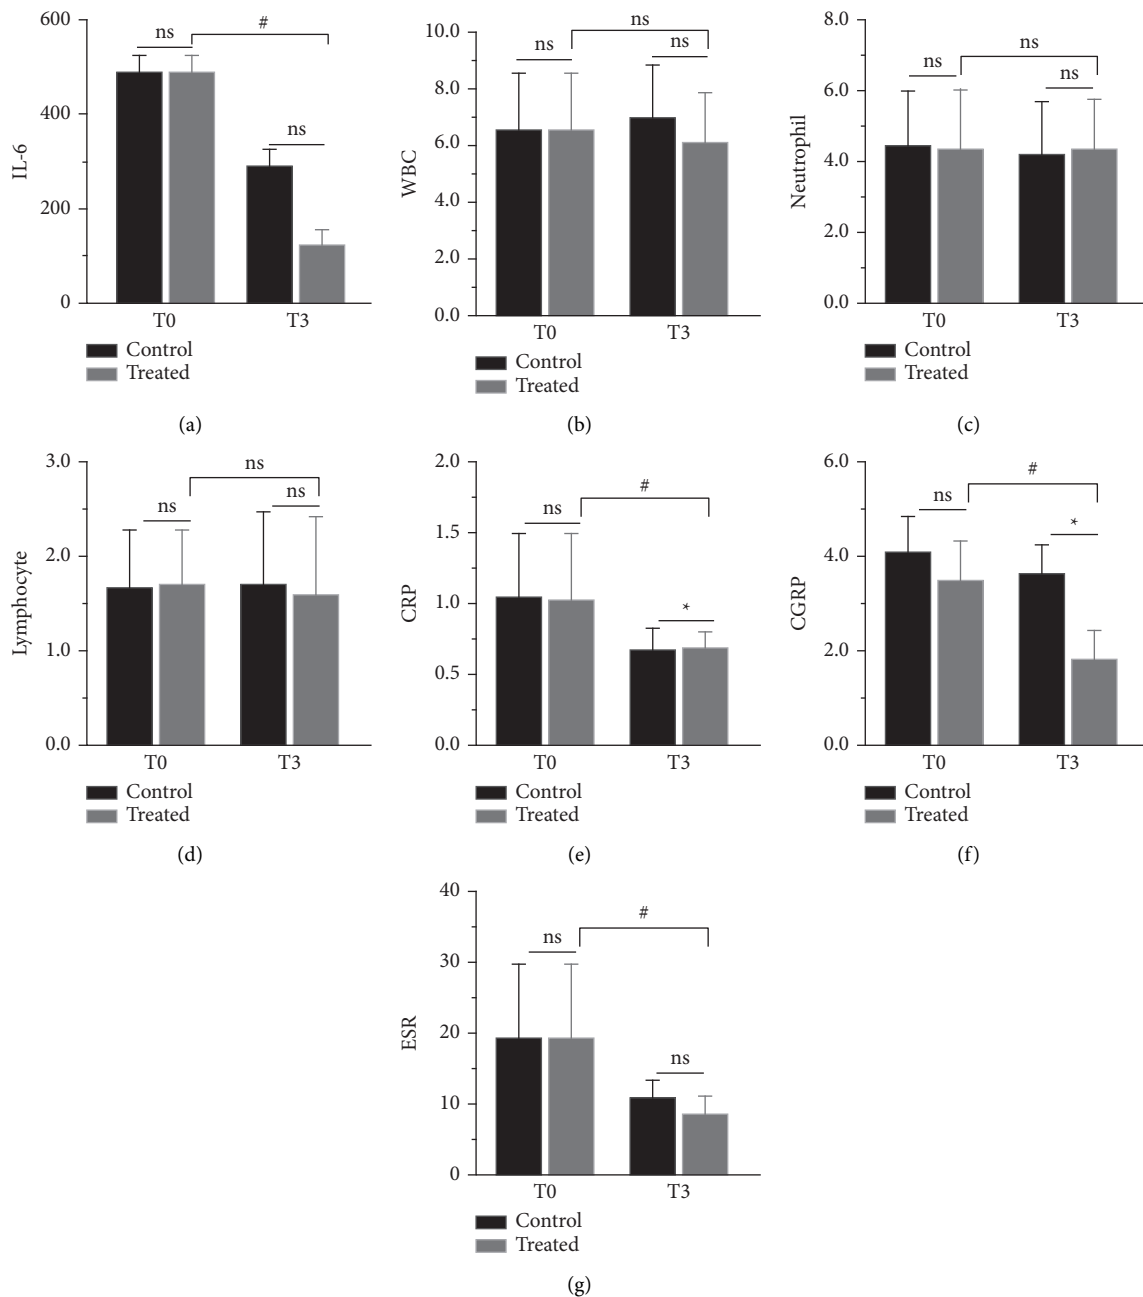 IL-6
600
400
200
0
ns
#
ns
T0
T3
Control
Treated
(a)
WBC
10.0
8.0
6.0
4.0
2.0
0.0
ns
ns
ns
T0
T3
Control
Treated
(b)
Neutrophil
8.0
6.0
4.0
2.0
0.0
ns
ns
ns
T0
T3
Control
Treated
(c)
Lymphocyte
3.0
2.0
1.0
0.0
ns
ns
ns
T0
T3
Control
Treated
(d)
CRP
2.0
1.5
1.0
0.5
0.0
ns
#
*
T0
T3
Control
Treated
(e)
CGRP
6.0
4.0
2.0
0.0
ns
#
*
T0
T3
Control
Treated
(f)
ESR
40
30
20
10
0
ns
#
ns
T0
T3
Control
Treated
(g)